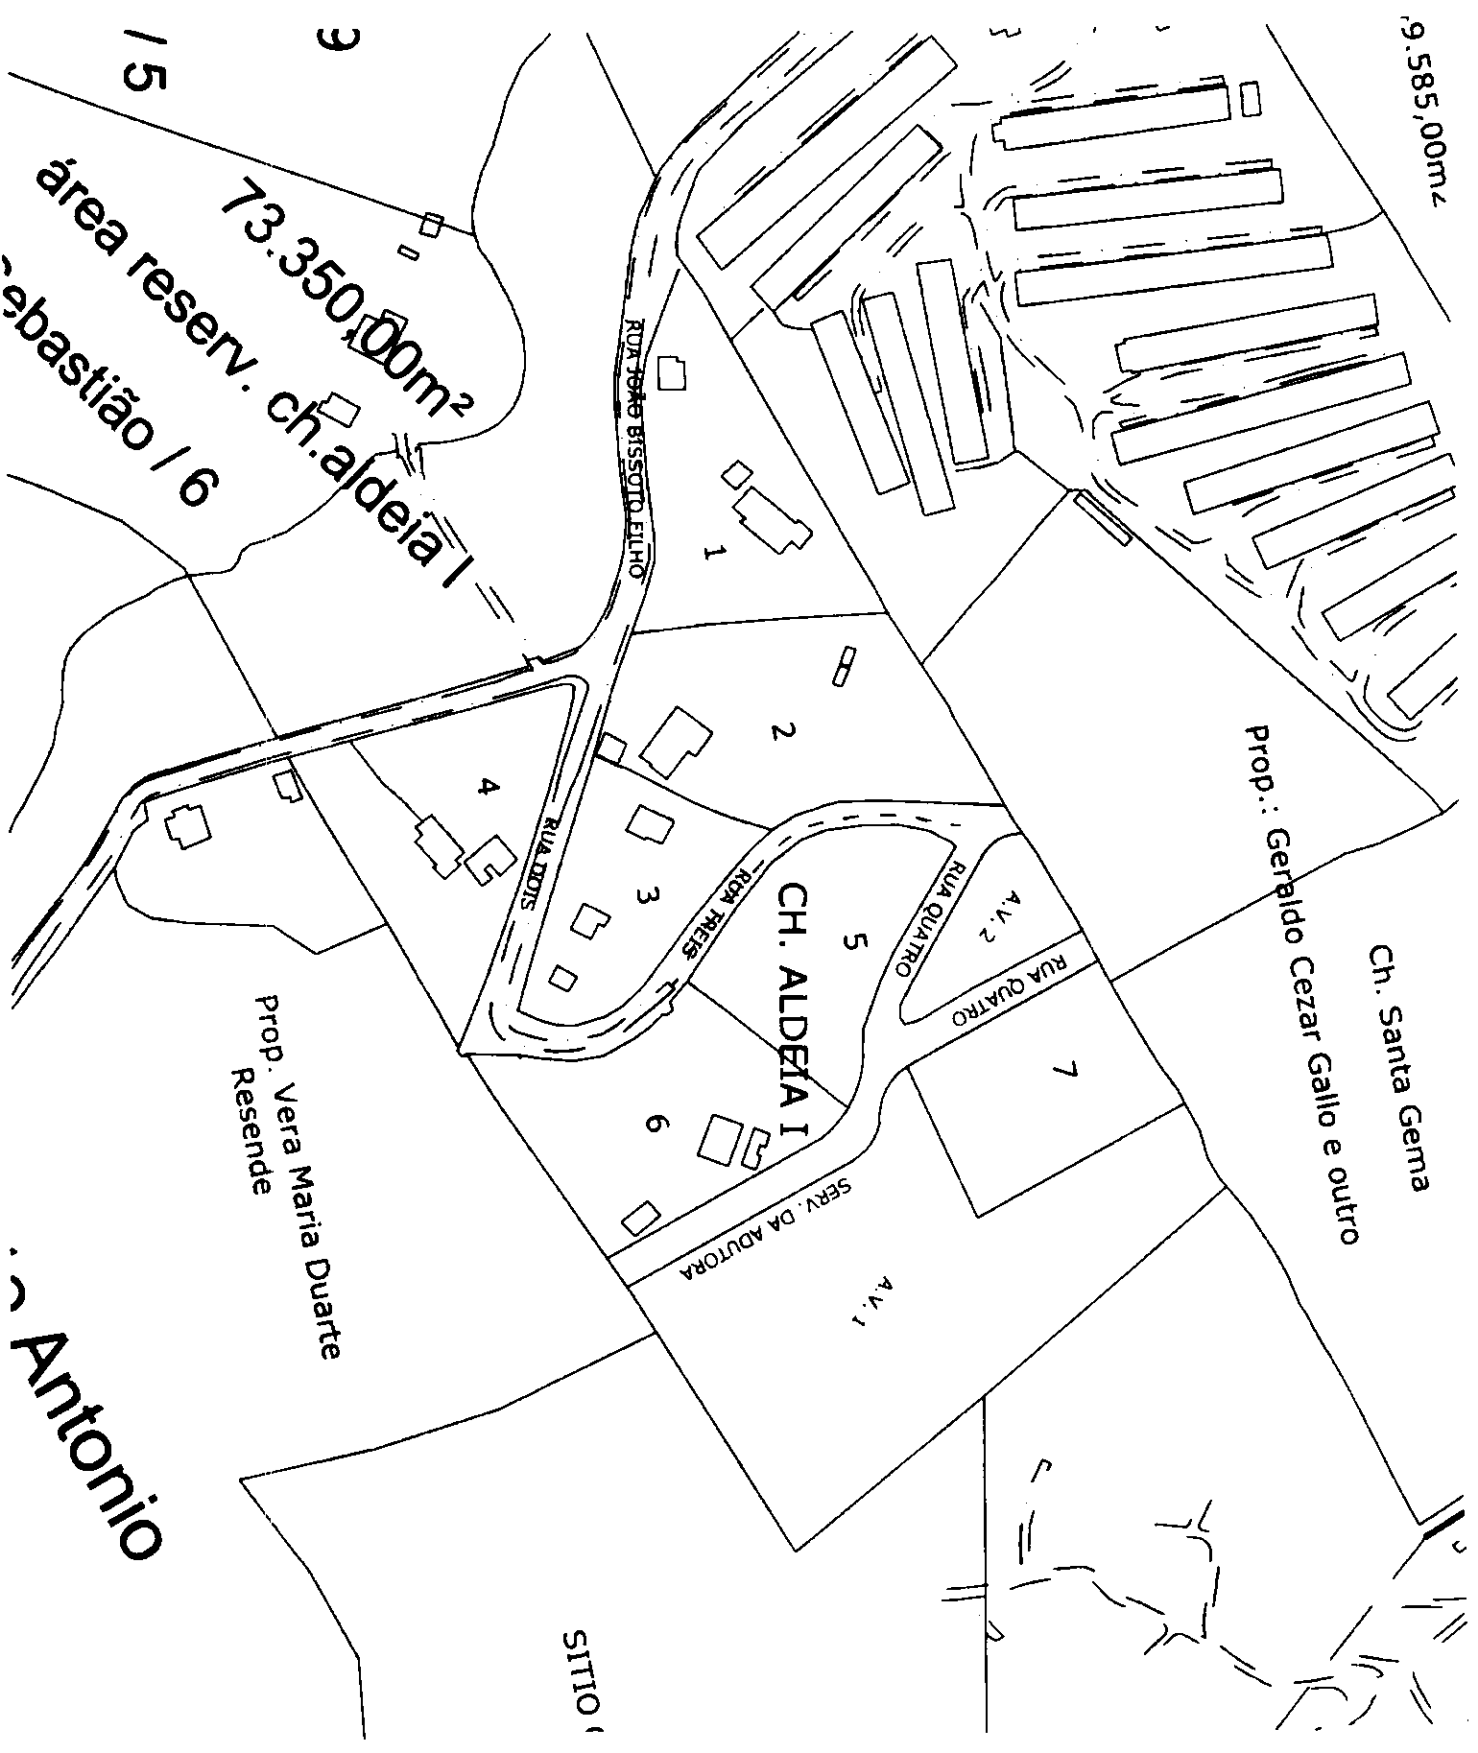 9.585,00m2
9
/ 5
73.350,00m²
área reserv. ch.aldeia I
Sebastião / 6
RUA JOÃO BISSOTO FILHO
1
2
3
4
5
6
7
RUA DOIS
RUA TREIS
RUA QUATRO
RUA QUATRO
A.V. 2
CH. ALDEIA I
SERV. DA ADUTORA
A.V. 1
Prop.: Geraldo Cezar Gallo e outro
Ch. Santa Gema
Prop. Vera Maria Duarte
Resende
Antonio
SITIO